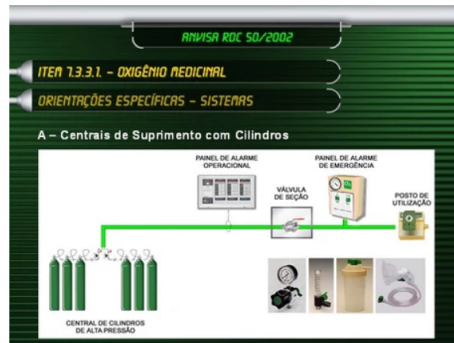 ANVISA RDC 50/2002
ITEM 7.3.3.1. – OXIGÊNIO MEDICINAL
ORIENTAÇÕES ESPECÍFICAS – SISTEMAS
A – Centrais de Suprimento com Cilindros
PAINEL DE ALARME
OPERACIONAL
PAINEL DE ALARME
DE EMERGÊNCIA
VÁLVULA
DE SEÇÃO
POSTO DE
UTILIZAÇÃO
CENTRAL DE CILINDROS
DE ALTA PRESSÃO